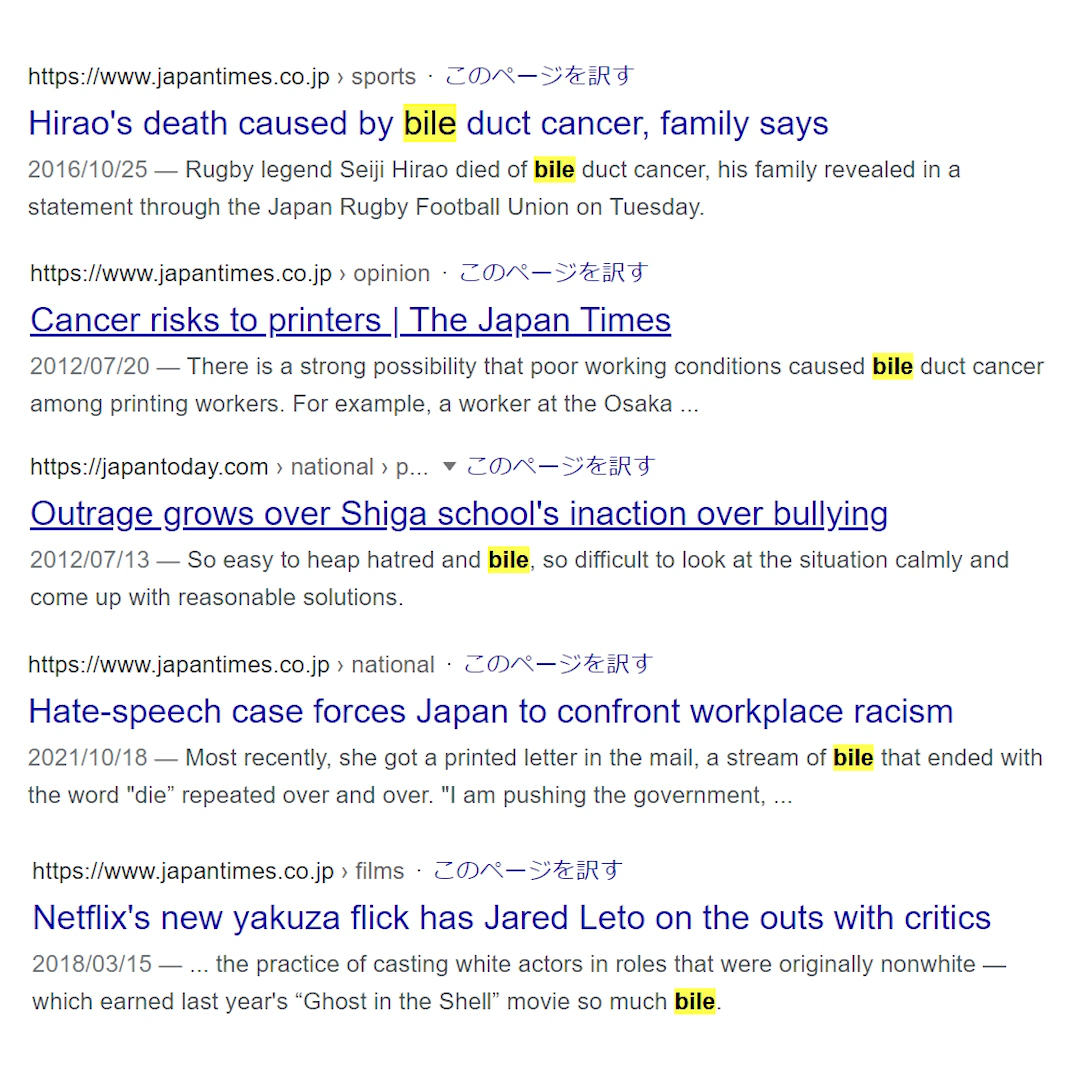 https://www.japantimes.co.jp › sports · このページを訳す
Hirao's death caused by bile duct cancer, family says
2016/10/25 — Rugby legend Seiji Hirao died of bile duct cancer, his family revealed in a
statement through the Japan Rugby Football Union on Tuesday.
https://www.japantimes.co.jp › opinion · このページを訳す
Cancer risks to printers | The Japan Times
2012/07/20 — There is a strong possibility that poor working conditions caused bile duct cancer
among printing workers. For example, a worker at the Osaka ...
https://japantoday.com › national › p... ▼ このページを訳す
Outrage grows over Shiga school's inaction over bullying
2012/07/13 — So easy to heap hatred and bile, so difficult to look at the situation calmly and
come up with reasonable solutions.
https://www.japantimes.co.jp › national · このページを訳す
Hate-speech case forces Japan to confront workplace racism
2021/10/18 — Most recently, she got a printed letter in the mail, a stream of bile that ended with
the word "die” repeated over and over. "I am pushing the government, ...
https://www.japantimes.co.jp › films · このページを訳す
Netflix's new yakuza flick has Jared Leto on the outs with critics
2018/03/15 — ... the practice of casting white actors in roles that were originally nonwhite —
which earned last year's “Ghost in the Shell” movie so much bile.